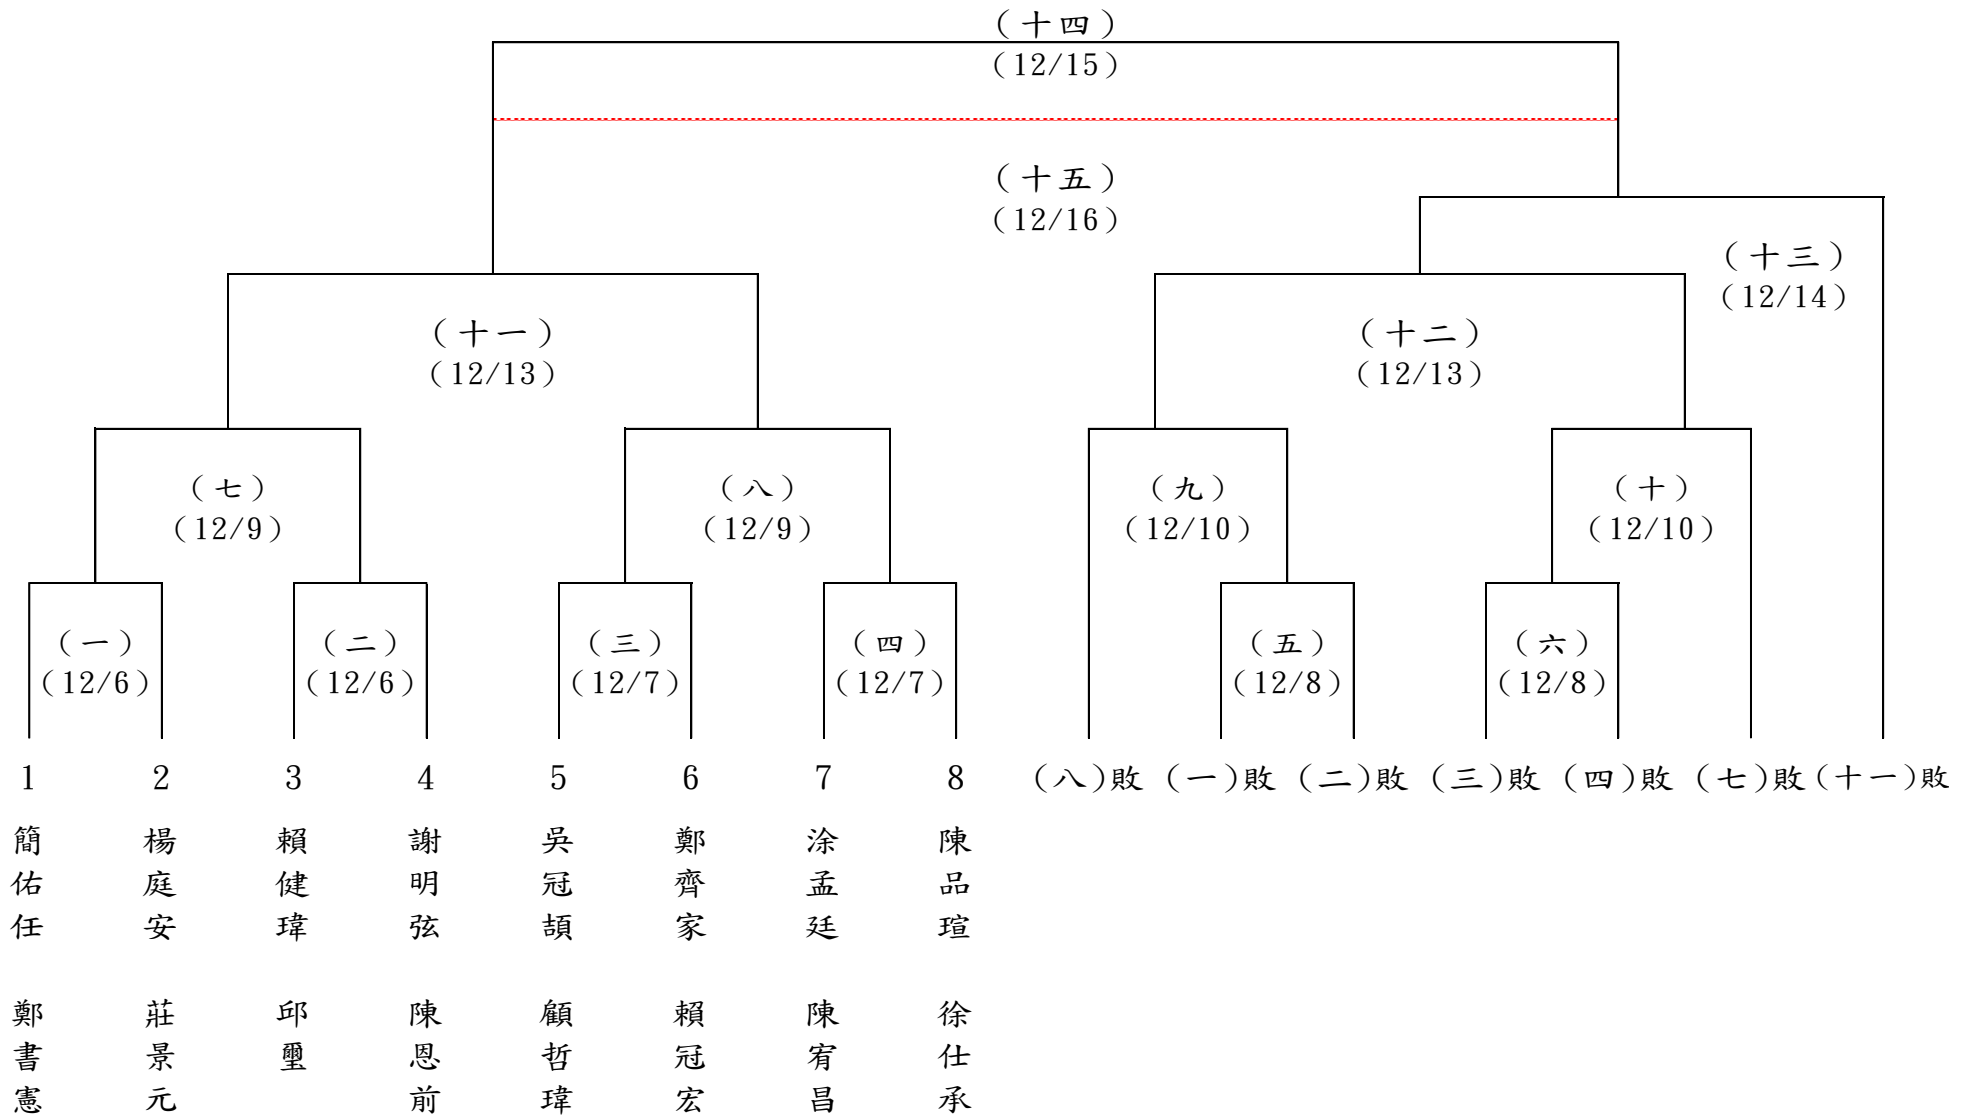 (十四)
(12/15)
(十五)
(12/16)
(十三)
(12/14)
(十一)
(12/13)
(十二)
(12/13)
(七)
(12/9)
(八)
(12/9)
(九)
(12/10)
(十)
(12/10)
(一)
(12/6)
(二)
(12/6)
(三)
(12/7)
(四)
(12/7)
(五)
(12/8)
(六)
(12/8)
1 2 3 4 5 6 7 8 (八)敗 (一)敗 (二)敗 (三)敗 (四)敗 (七)敗 (十一)敗
簡佑任
鄭書憲
楊庭安
莊景元
賴健瑋
邱璽
謝明弦
陳恩前
吳冠頡
顧哲瑋
鄭齊家
賴冠宏
涂孟廷
陳宥昌
陳品瑄
徐仕承